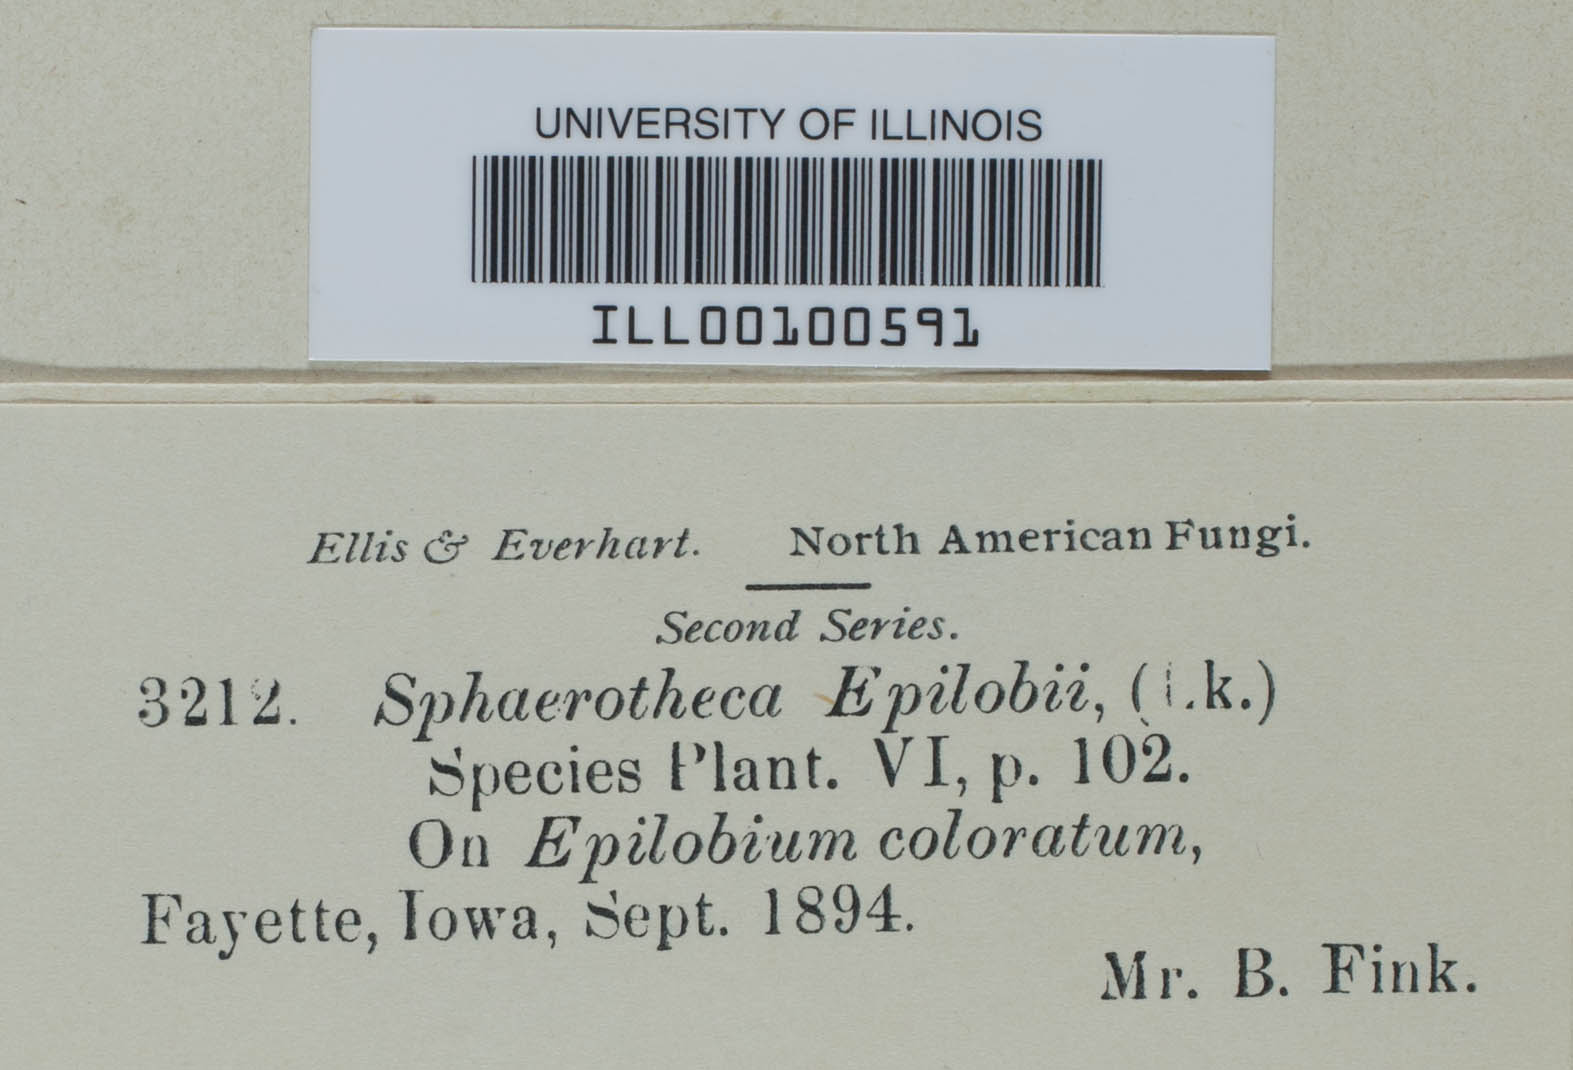 UNIVERSITY OF ILLINOIS
ILL00100591
Ellis & Everhart. North American Fungi.
Second Series.
3212. Sphaerotheca Epilobii, (Lk.)
Species Plant. VI, p. 102.
On Epilobium coloratum,
Fayette, Iowa, Sept. 1894.
Mr. B. Fink.